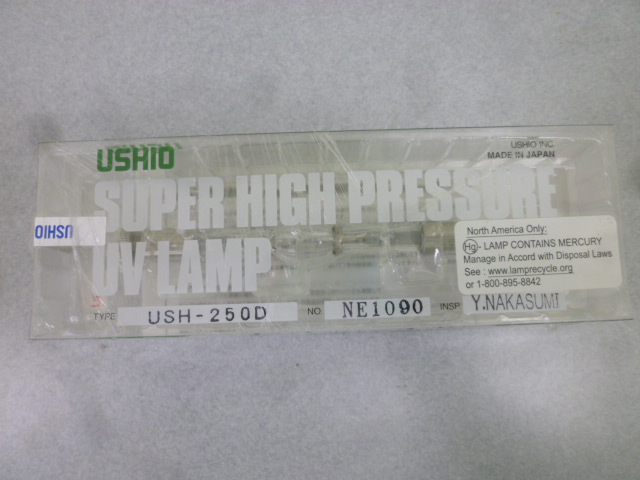 USHIO
USHIO INC.
MADE IN JAPAN
SUPER HIGH PRESSURE
UV LAMP
USHIO
North America Only:
Hg - LAMP CONTAINS MERCURY
Manage in Accord with Disposal Laws
See : www.lamprecycle.org
or 1-800-895-8842
TYPE USH-250D NO. NE1090 INSP. Y.NAKASUMI